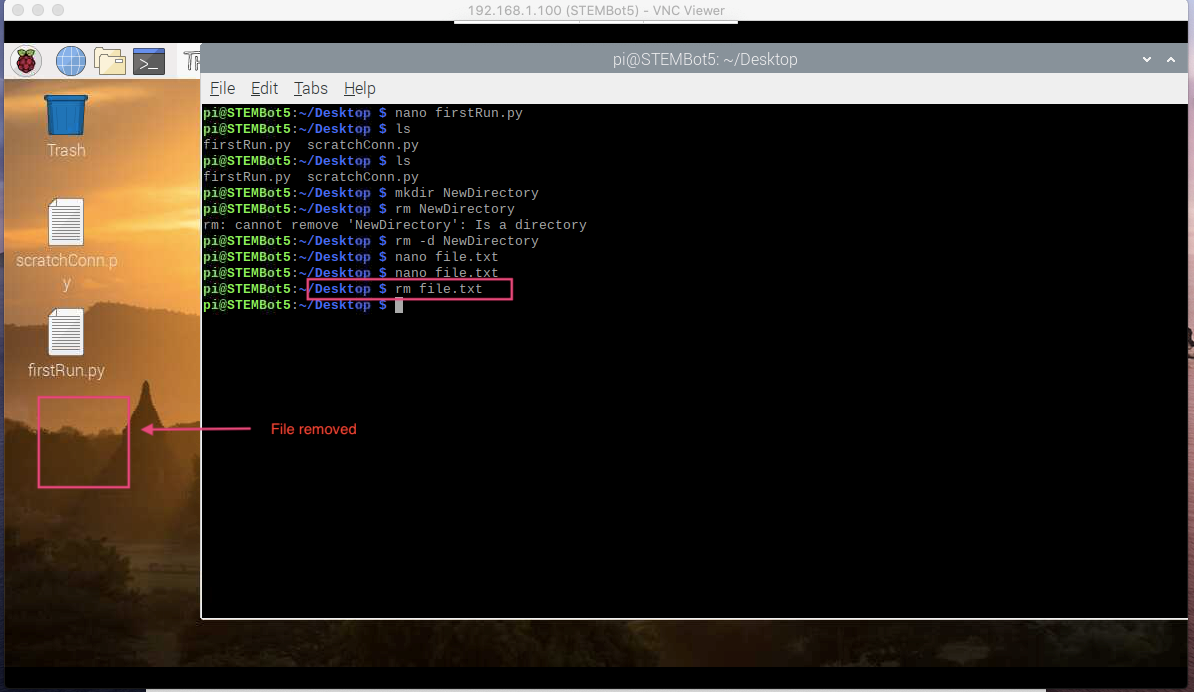 192.168.1.100 (STEMBot5) - VNC Viewer
pi@STEMBot5: ~/Desktop
File Edit Tabs Help
pi@STEMBot5:~/Desktop $ nano firstRun.py
pi@STEMBot5:~/Desktop $ ls
firstRun.py  scratchConn.py
pi@STEMBot5:~/Desktop $ ls
firstRun.py  scratchConn.py
pi@STEMBot5:~/Desktop $ mkdir NewDirectory
pi@STEMBot5:~/Desktop $ rm NewDirectory
rm: cannot remove 'NewDirectory': Is a directory
pi@STEMBot5:~/Desktop $ rm -d NewDirectory
pi@STEMBot5:~/Desktop $ nano file.txt
pi@STEMBot5:~/Desktop $ nano file.txt
pi@STEMBot5:~/Desktop $ rm file.txt
pi@STEMBot5:~/Desktop $
Trash
scratchConn.p
y
firstRun.py
File removed